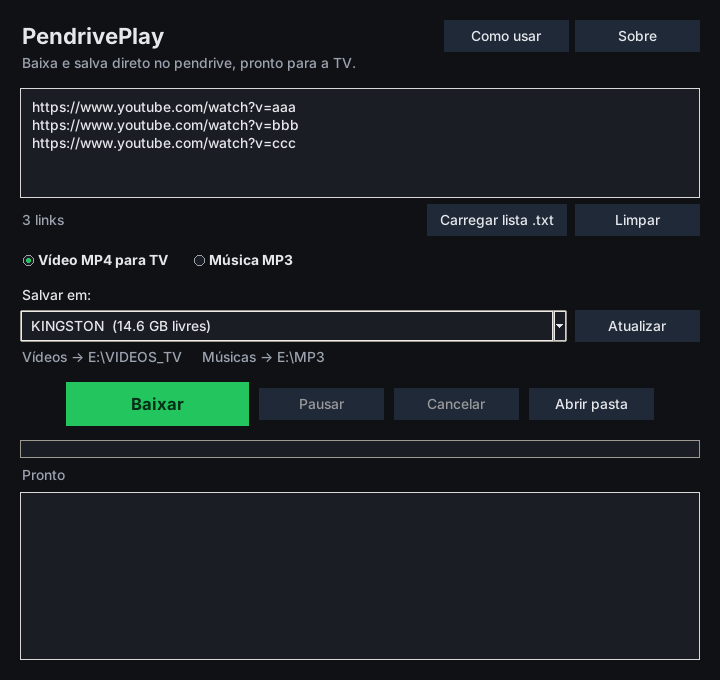 PendrivePlay
Como usar
Sobre
Baixa e salva direto no pendrive, pronto para a TV.
https://www.youtube.com/watch?v=aaa
https://www.youtube.com/watch?v=bbb
https://www.youtube.com/watch?v=ccc
3 links
Carregar lista .txt
Limpar
Vídeo MP4 para TV
Música MP3
Salvar em:
KINGSTON (14.6 GB livres)
Atualizar
Vídeos → E:\VIDEOS_TV Músicas → E:\MP3
Baixar
Pausar
Cancelar
Abrir pasta
Pronto